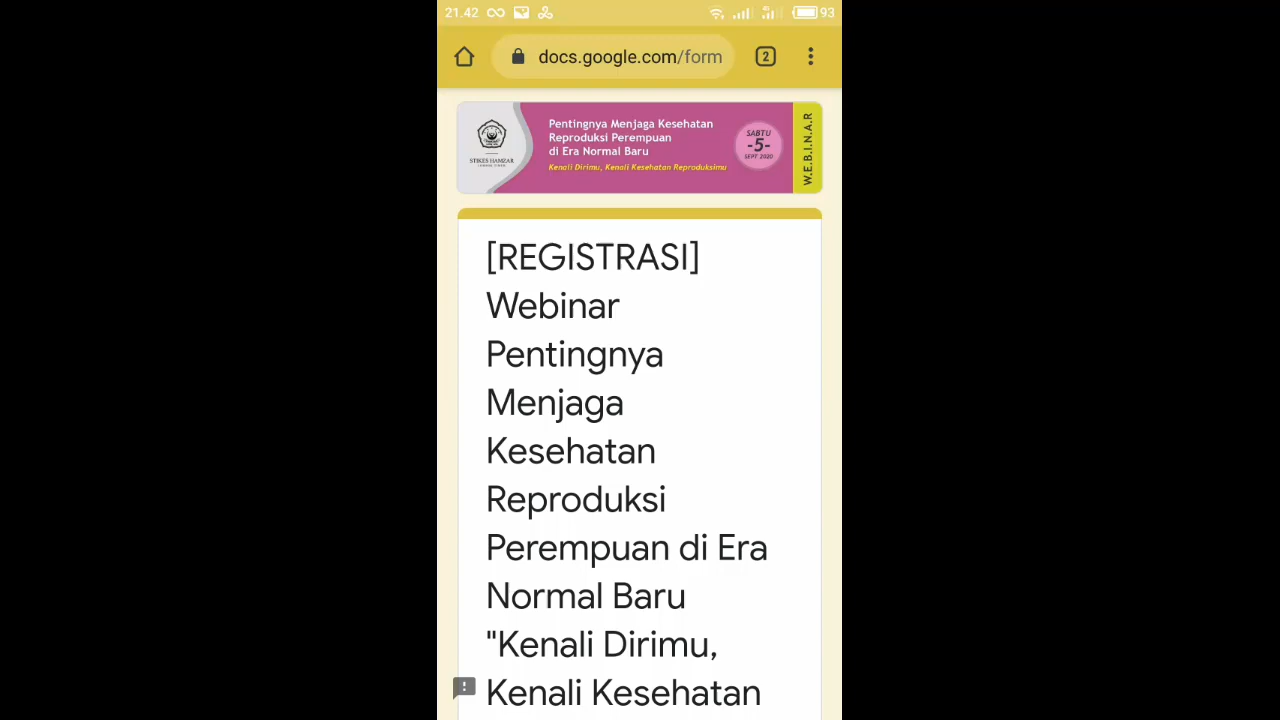 21.42
93
docs.google.com/form
2
Pentingnya Menjaga Kesehatan
Reproduksi Perempuan
di Era Normal Baru
Kenali Dirimu, Kenali Kesehatan Reproduksimu
STIKES HAMZAR
SABTU
-5-
SEPT 2020
W.E.B.I.N.A.R
[REGISTRASI]
Webinar
Pentingnya
Menjaga
Kesehatan
Reproduksi
Perempuan di Era
Normal Baru
"Kenali Dirimu,
Kenali Kesehatan